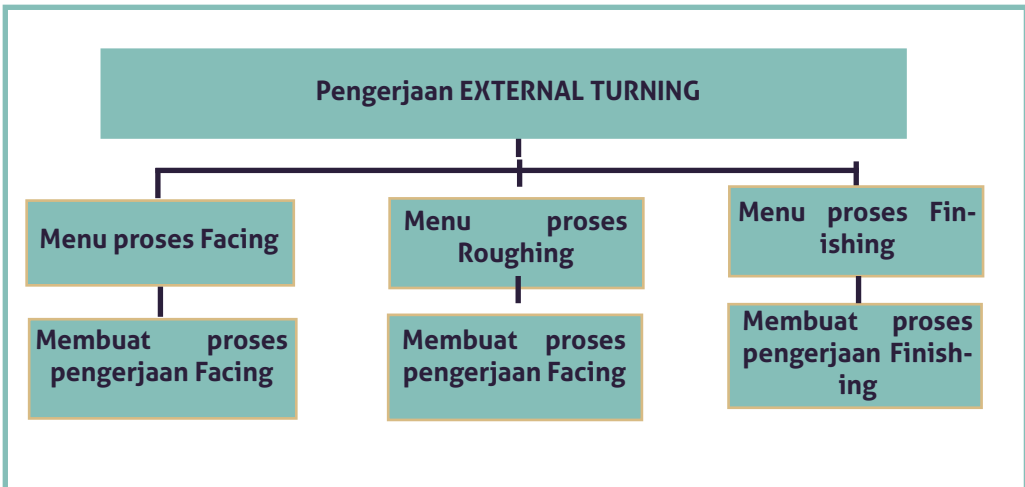 Pengerjaan EXTERNAL TURNING
Menu proses Facing
Menu proses
Roughing
Menu proses Fin-
ishing
Membuat proses
pengerjaan Facing
Membuat proses
pengerjaan Facing
Membuat proses
pengerjaan Finish-
ing